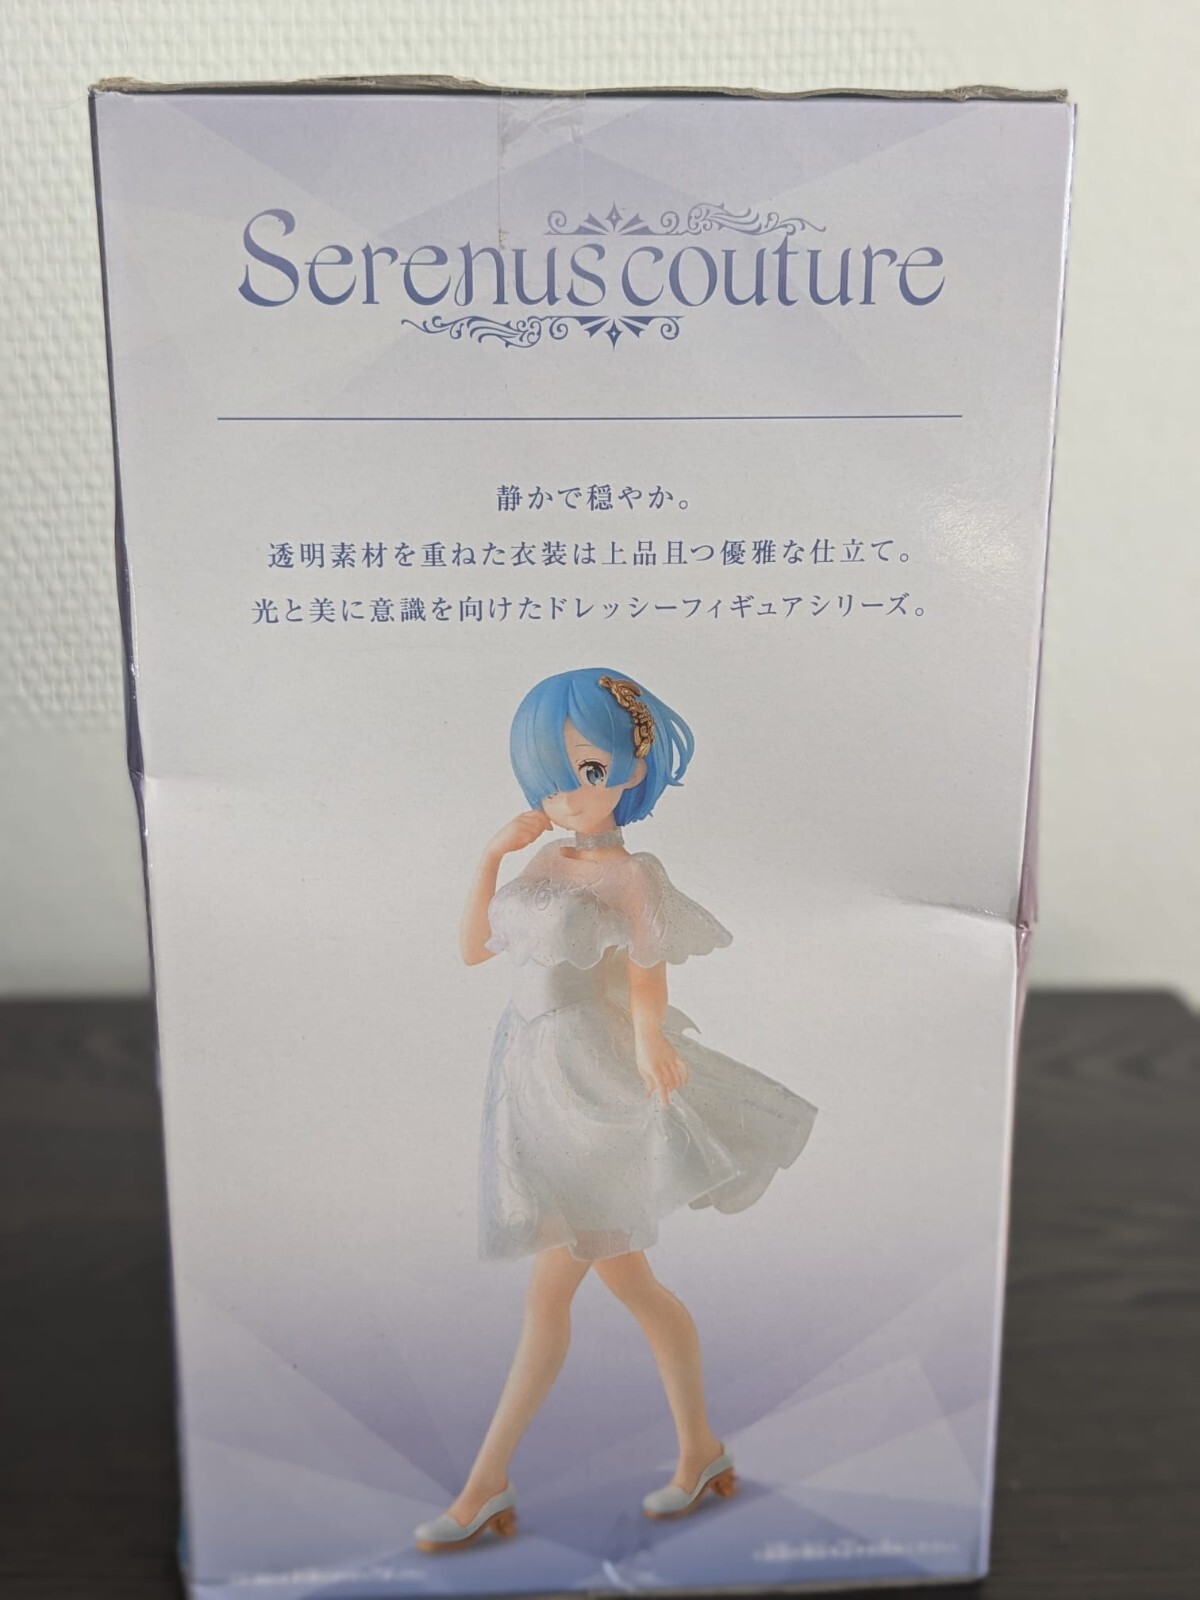 Serenus couture
静かで穏やか。
透明素材を重ねた衣装は上品且つ優雅な仕立て。
光と美に意識を向けたドレッシーフィギュアシリーズ。